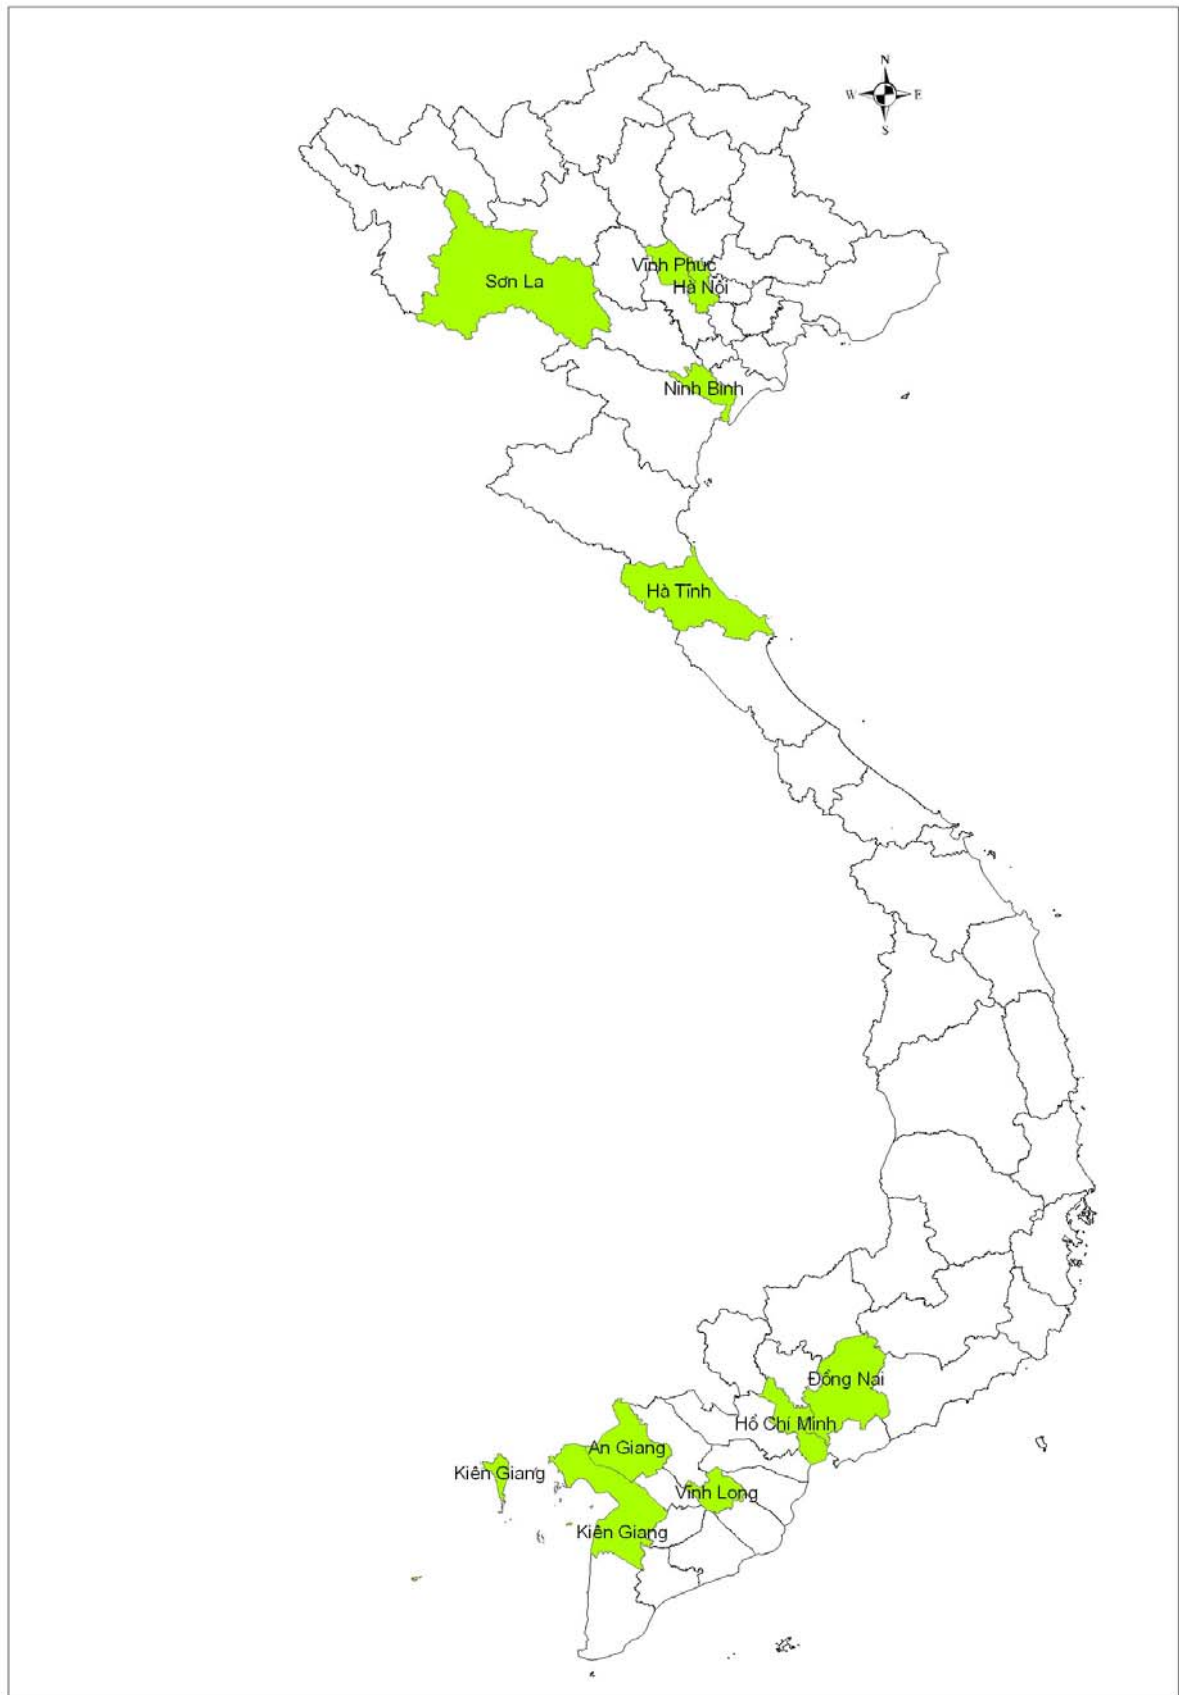 N
W E
S
Vĩnh Phúc
Sơn La
Hà Nội
Ninh Bình
Hà Tĩnh
Đồng Nai
Hồ Chí Minh
An Giang
Kiên Giang
Vĩnh Long
Kiên Giang